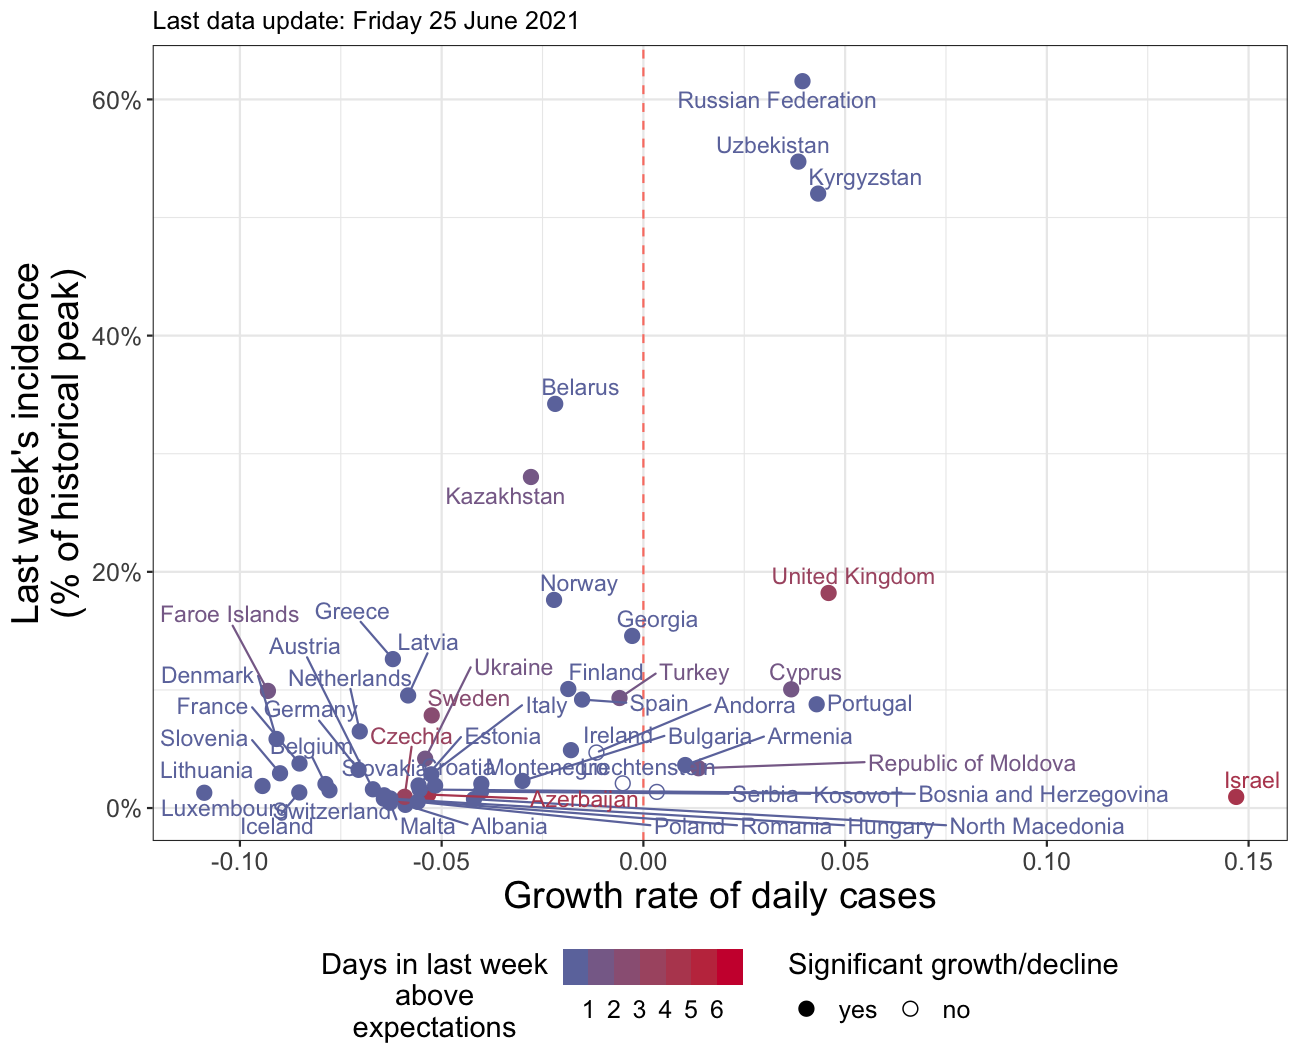 Last data update: Friday 25 June 2021
Last week's incidence
(% of historical peak)
60%
40%
20%
0%
Russian Federation
Uzbekistan
Kyrgyzstan
Belarus
Kazakhstan
Norway
United Kingdom
Faroe Islands
Greece
Georgia
Austria
Latvia
Denmark
Netherlands
Ukraine
Finland
Turkey
Cyprus
France
Germany
Sweden
Italy
Spain
Andorra
Portugal
Slovenia
Belgium
Czechia
Estonia
Ireland
Bulgaria
Armenia
Lithuania
Slovakia
Croatia
Montenegro
Liechtenstein
Republic of Moldova
Israel
Luxembourg
Switzerland
Azerbaijan
Serbia
Kosovo†
Bosnia and Herzegovina
Iceland
Malta
Albania
Poland
Romania
Hungary
North Macedonia
-0.10
-0.05
0.00
0.05
0.10
0.15
Growth rate of daily cases
Days in last week
above
expectations
1 2 3 4 5 6
Significant growth/decline
yes
no